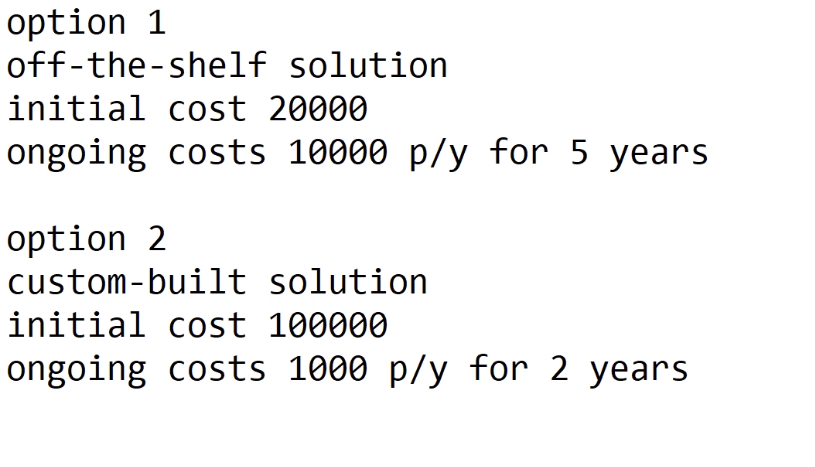 option 1
off-the-shelf solution
initial cost 20000
ongoing costs 10000 p/y for 5 years
option 2
custom-built solution
initial cost 100000
ongoing costs 1000 p/y for 2 years